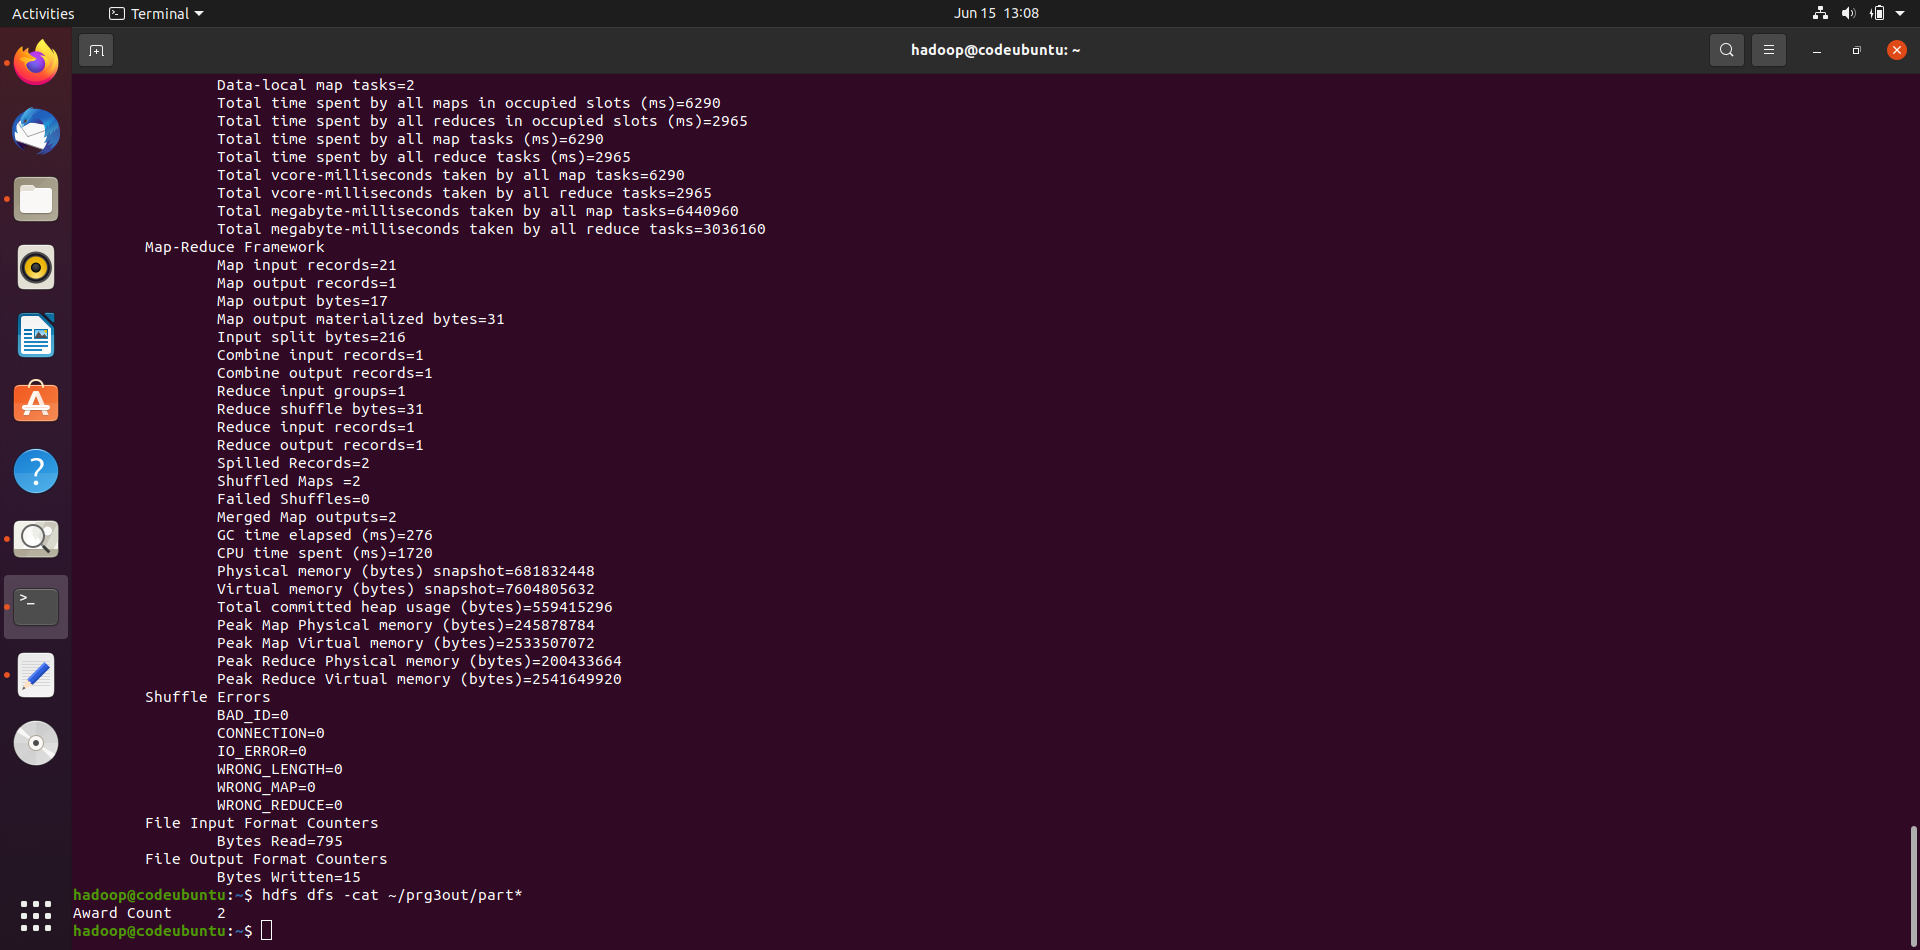 Activities Terminal Jun 15 13:08
hadoop@codeubuntu: ~
Data-local map tasks=2
Total time spent by all maps in occupied slots (ms)=6290
Total time spent by all reduces in occupied slots (ms)=2965
Total time spent by all map tasks (ms)=6290
Total time spent by all reduce tasks (ms)=2965
Total vcore-milliseconds taken by all map tasks=6290
Total vcore-milliseconds taken by all reduce tasks=2965
Total megabyte-milliseconds taken by all map tasks=6440960
Total megabyte-milliseconds taken by all reduce tasks=3036160
Map-Reduce Framework
Map input records=21
Map output records=1
Map output bytes=17
Map output materialized bytes=31
Input split bytes=216
Combine input records=1
Combine output records=1
Reduce input groups=1
Reduce shuffle bytes=31
Reduce input records=1
Reduce output records=1
Spilled Records=2
Shuffled Maps =2
Failed Shuffles=0
Merged Map outputs=2
GC time elapsed (ms)=276
CPU time spent (ms)=1720
Physical memory (bytes) snapshot=681832448
Virtual memory (bytes) snapshot=7604805632
Total committed heap usage (bytes)=559415296
Peak Map Physical memory (bytes)=245878784
Peak Map Virtual memory (bytes)=2533507072
Peak Reduce Physical memory (bytes)=200433664
Peak Reduce Virtual memory (bytes)=2541649920
Shuffle Errors
BAD_ID=0
CONNECTION=0
IO_ERROR=0
WRONG_LENGTH=0
WRONG_MAP=0
WRONG_REDUCE=0
File Input Format Counters
Bytes Read=795
File Output Format Counters
Bytes Written=15
hadoop@codeubuntu:~$ hdfs dfs -cat ~/prg3out/part*
Award Count 2
hadoop@codeubuntu:~$